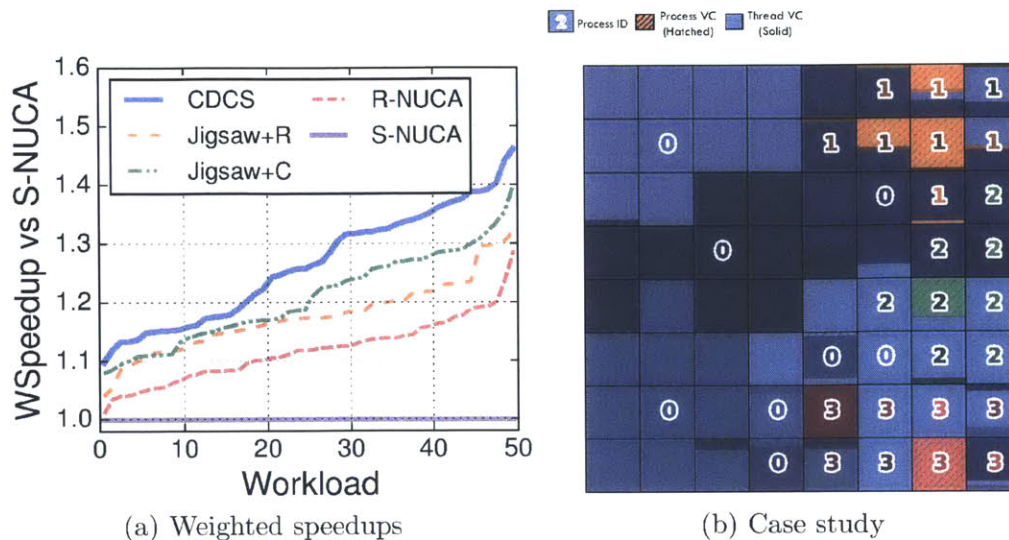 WSpeedup vs S-NUCA
1.6
1.5
1.4
1.3
1.2
1.1
1.0
CDCS
Jigsaw+R
Jigsaw+C
R-NUCA
S-NUCA
0 10 20 30 40 50
Workload
(a) Weighted speedups
2 Process ID Process VC (Hatched) Thread VC (Solid)
1 1 1
0 1 1 1 1
0 1 2
0 2 2
2 2 2
0 0 2 2
0 0 3 3 3 3
0 3 3 3 3
(b) Case study